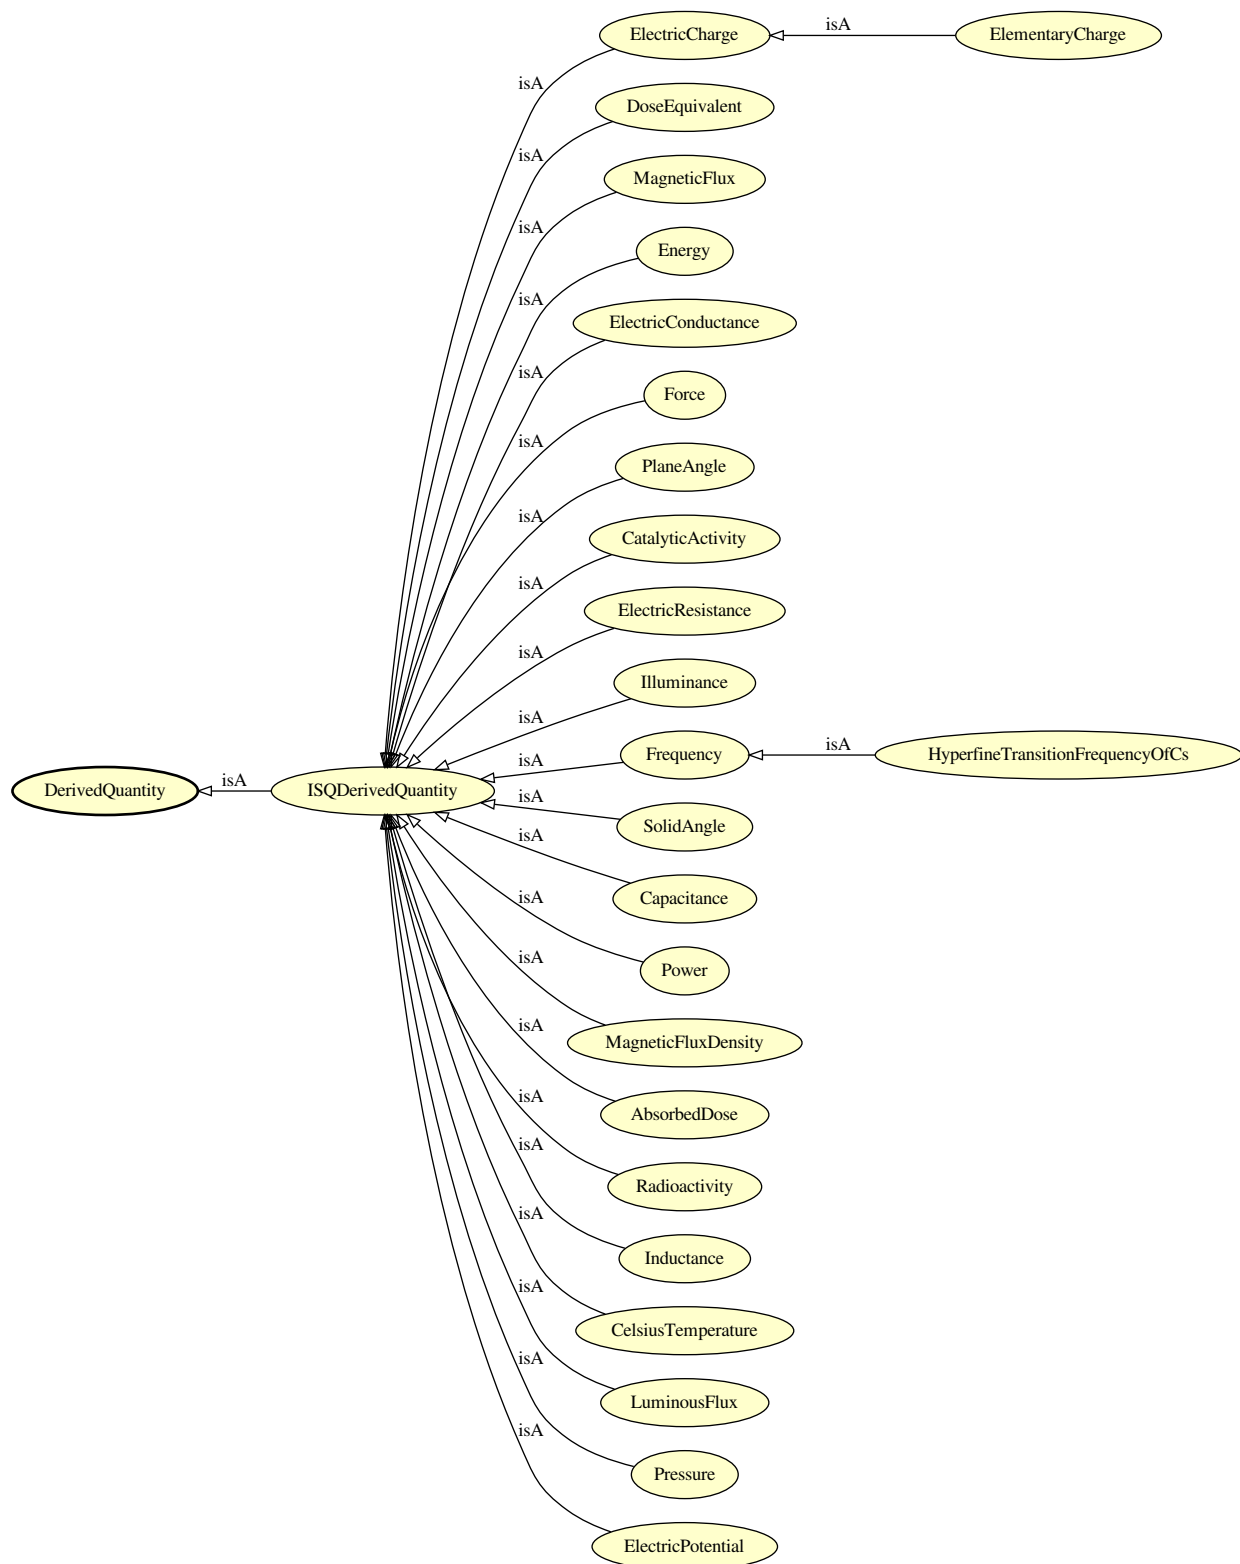 ElectricCharge
isA
ElementaryCharge
isA
DoseEquivalent
isA
MagneticFlux
isA
Energy
isA
ElectricConductance
isA
Force
isA
PlaneAngle
isA
CatalyticActivity
isA
ElectricResistance
isA
Illuminance
isA
Frequency
isA
HyperfineTransitionFrequencyOfCs
isA
DerivedQuantity
isA
ISQDerivedQuantity
isA
SolidAngle
isA
Capacitance
isA
Power
isA
MagneticFluxDensity
isA
AbsorbedDose
isA
Radioactivity
isA
Inductance
isA
CelsiusTemperature
isA
LuminousFlux
isA
Pressure
isA
ElectricPotential